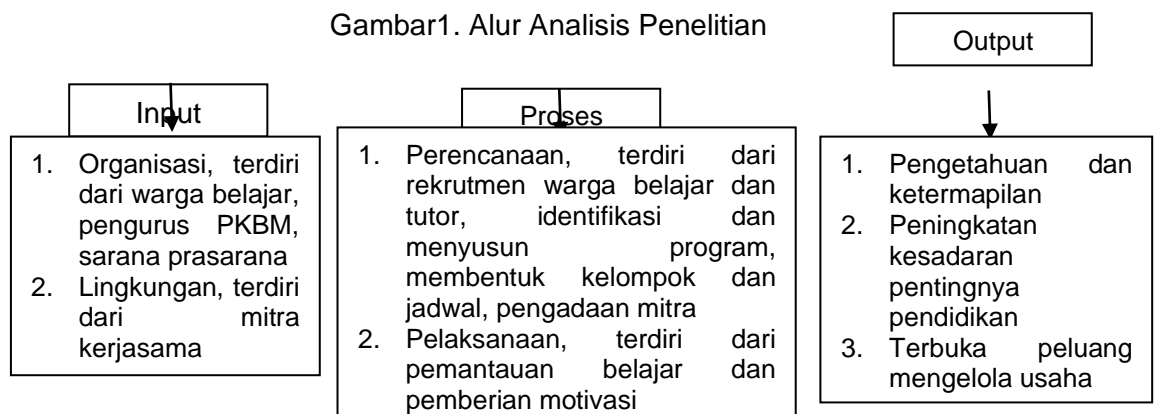 Gambar1. Alur Analisis Penelitian
Input
1. Organisasi, terdiri
dari warga belajar,
pengurus PKBM,
sarana prasarana
2. Lingkungan, terdiri
dari mitra
kerjasama
Proses
1. Perencanaan, terdiri dari
rekrutmen warga belajar dan
tutor, identifikasi dan
menyusun program,
membentuk kelompok dan
jadwal, pengadaan mitra
2. Pelaksanaan, terdiri dari
pemantauan belajar dan
pemberian motivasi
Output
1. Pengetahuan dan
ketermapilan
2. Peningkatan
kesadaran
pentingnya
pendidikan
3. Terbuka peluang
mengelola usaha